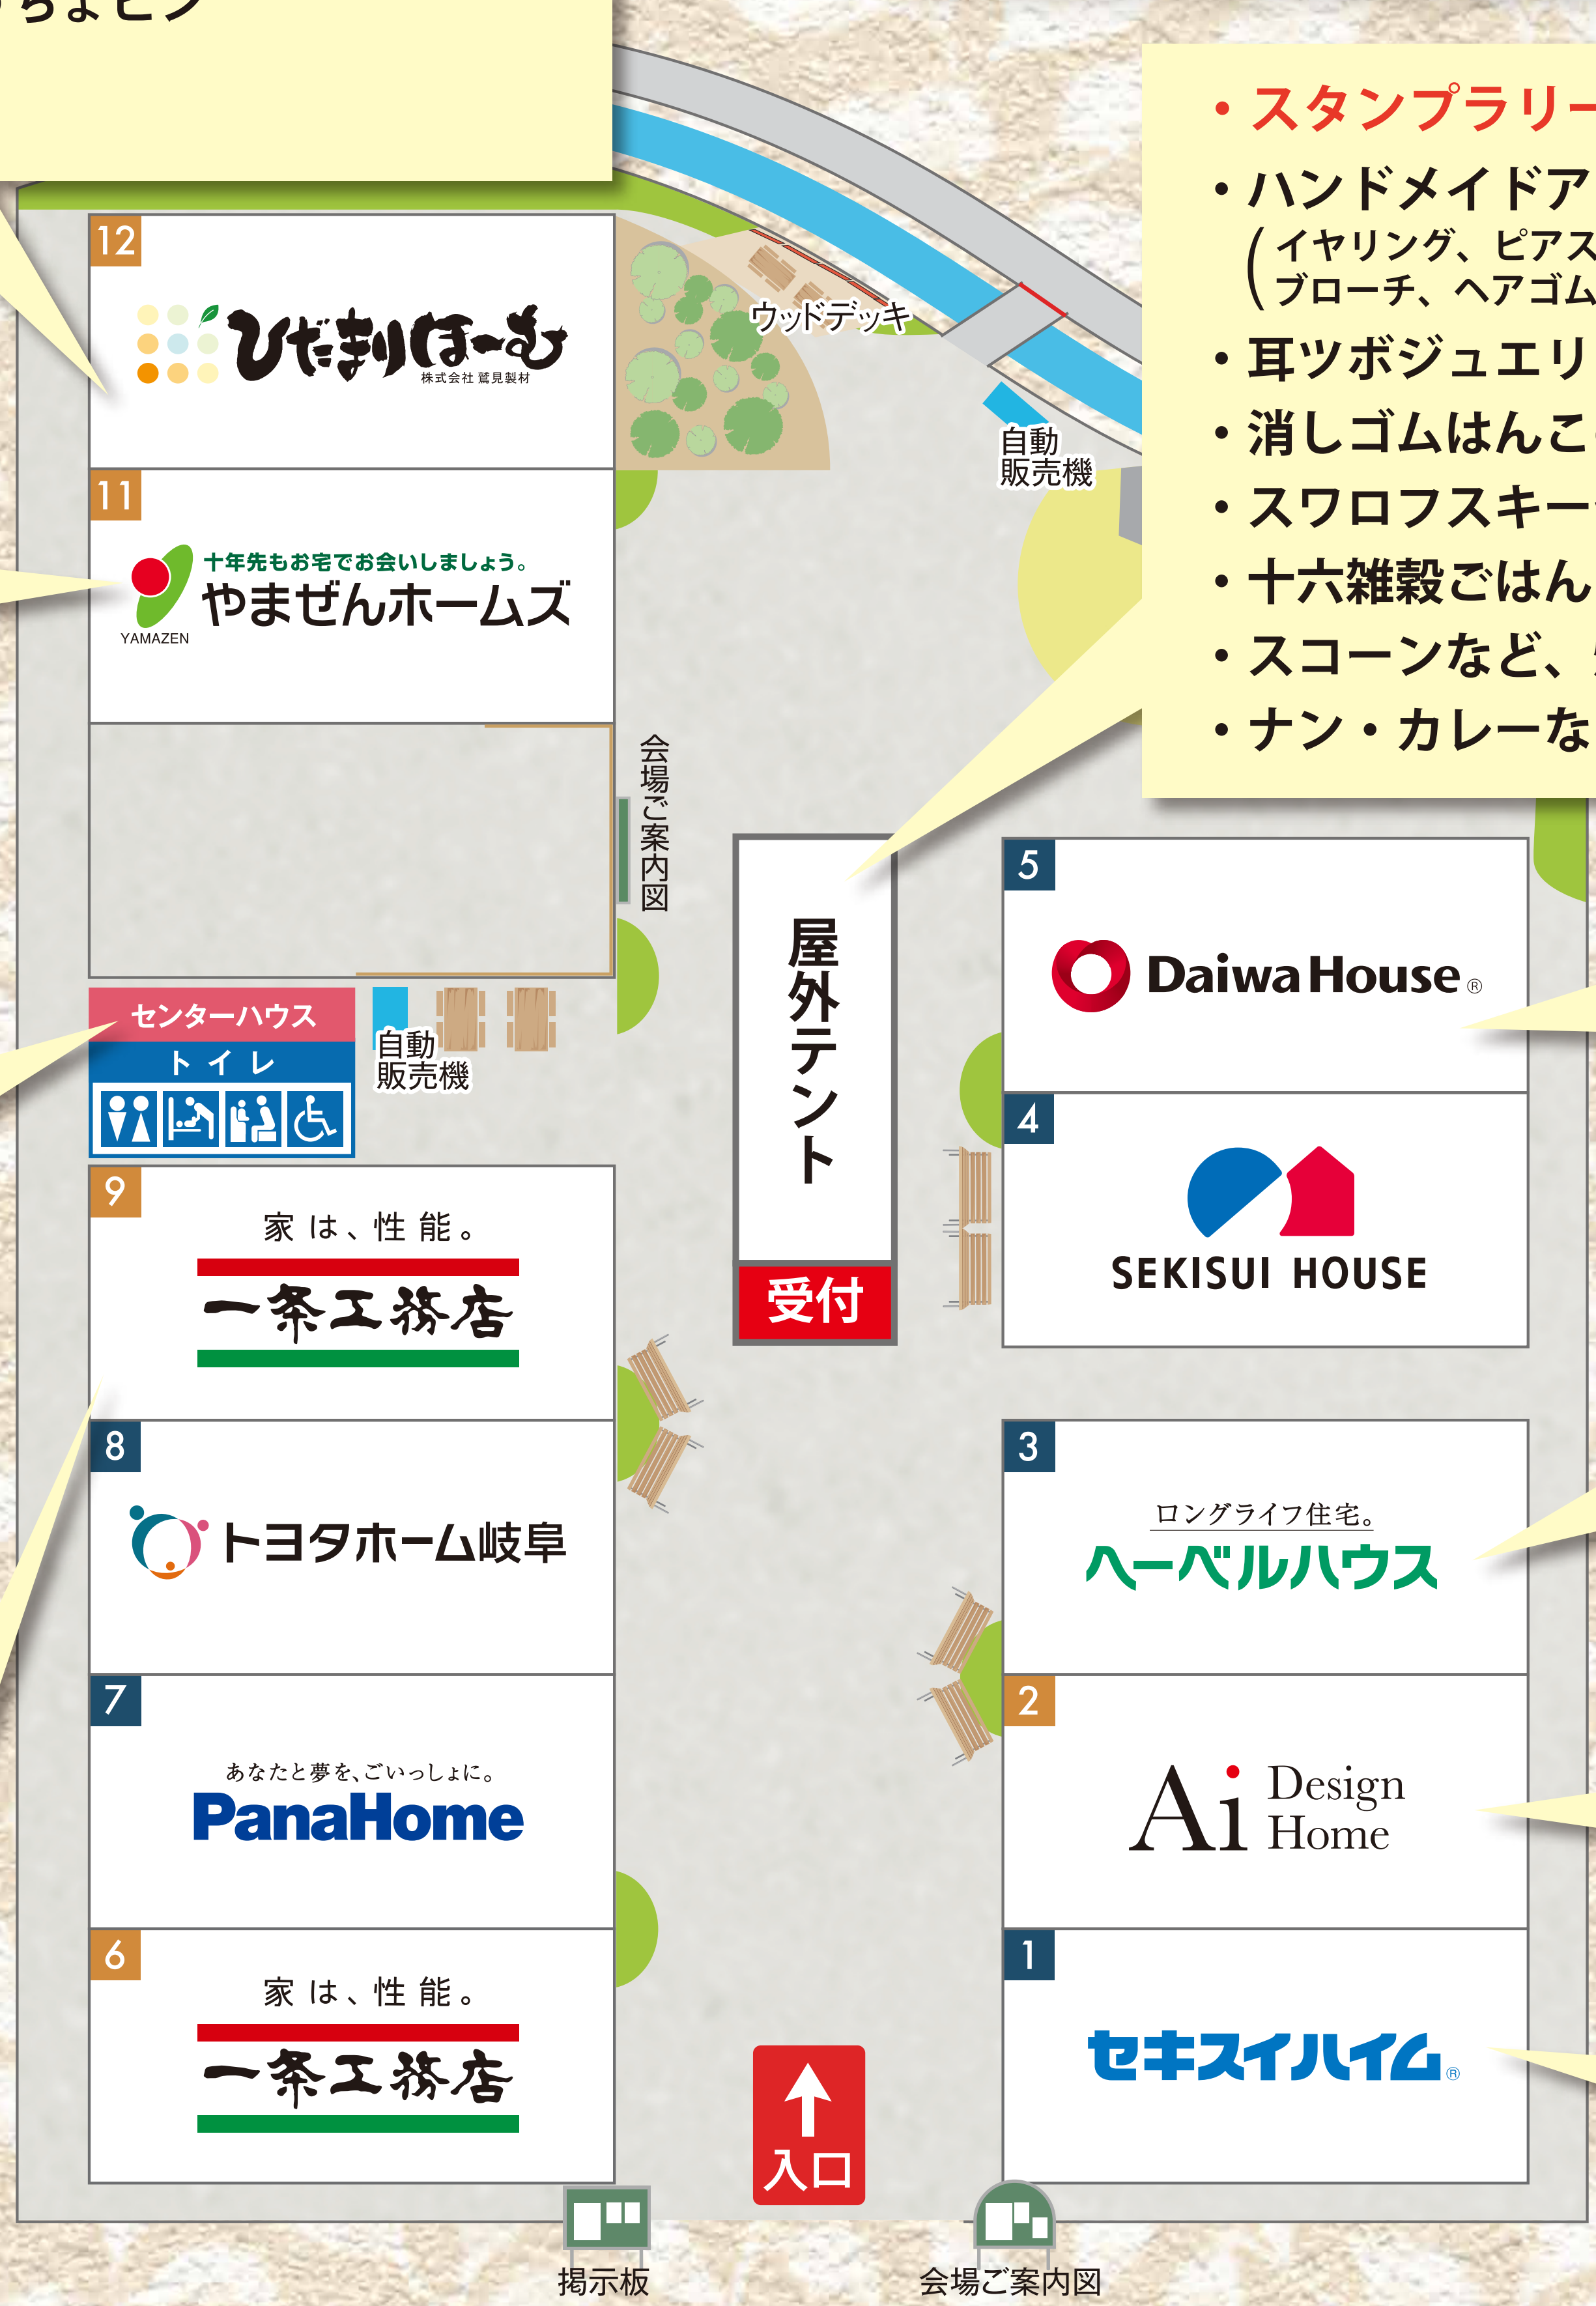 ちょピン
・スタンプラリー
・ハンドメイドア
イヤリング、ピアス
ブローチ、ヘアゴム
・耳ツボジュエリ
・消しゴムはんこ
・スワロフスキー
・十六雑穀ごはん
・スコーンなど、
・ナン・カレーな
12
ひだまりほーむ
株式会社 鷲見製材
ウッドデッキ
自動
販売機
11
十年先もお宅でお会いしましょう。
やまぜんホームズ
YAMAZEN
会場ご案内図
センターハウス
トイレ
自動
販売機
屋外テント
受付
5
Daiwa House®
4
SEKISUI HOUSE
9
家は、性能。
一条工務店
8
トヨタホーム岐阜
3
ロングライフ住宅。
ヘーベルハウス
7
あなたと夢を、ごいっしょに。
PanaHome
2
Ai Design
Home
6
家は、性能。
一条工務店
1
セキスイハイム®
入口
掲示板
会場ご案内図